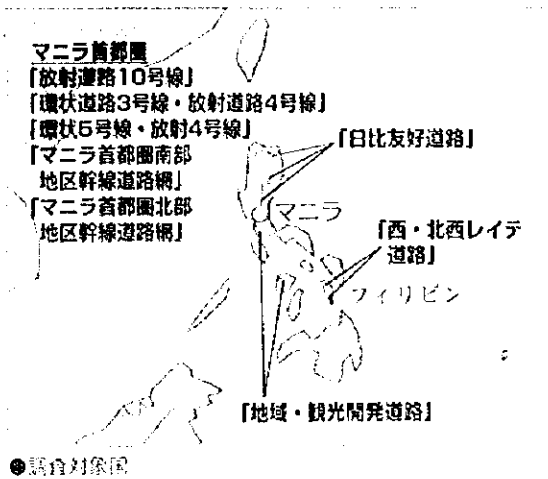 マニラ首都圏
「放射道路10号線」
「環状道路3号線・放射道路4号線」
「環状5号線・放射4号線」
「マニラ首都圏南部
地区幹線道路網」
「マニラ首都圏北部
地区幹線道路網」
「日比友好道路」
マニラ
「西・北西レイテ
道路」
フィリピン
「地域・観光開発道路」
調査対象国